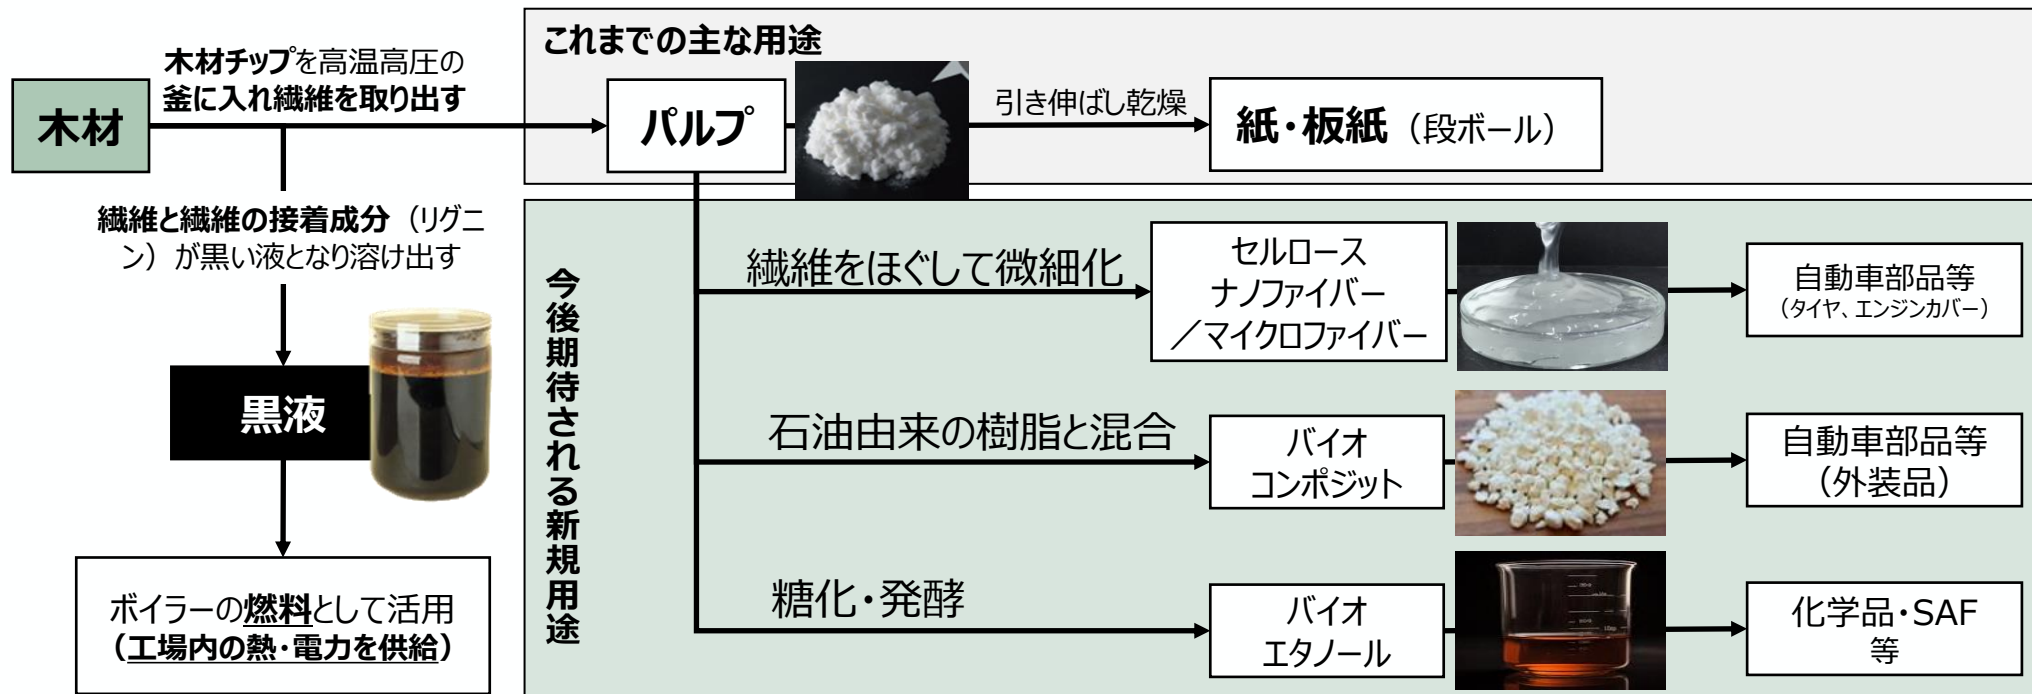 これまでの主な用途
木材チップを高温高圧の
釜に入れ繊維を取り出す
木材
パルプ
引き伸ばし乾燥
紙・板紙（段ボール）
繊維と繊維の接着成分（リグニ
ン）が黒い液となり溶け出す
黒液
ボイラーの燃料として活用
（工場内の熱・電力を供給）
今後期待される新規用途
繊維をほぐして微細化
セルロース
ナノファイバー
／マイクロファイバー
自動車部品等
（タイヤ、エンジンカバー）
石油由来の樹脂と混合
バイオ
コンポジット
自動車部品等
（外装品）
糖化・発酵
バイオ
エタノール
化学品・SAF
等